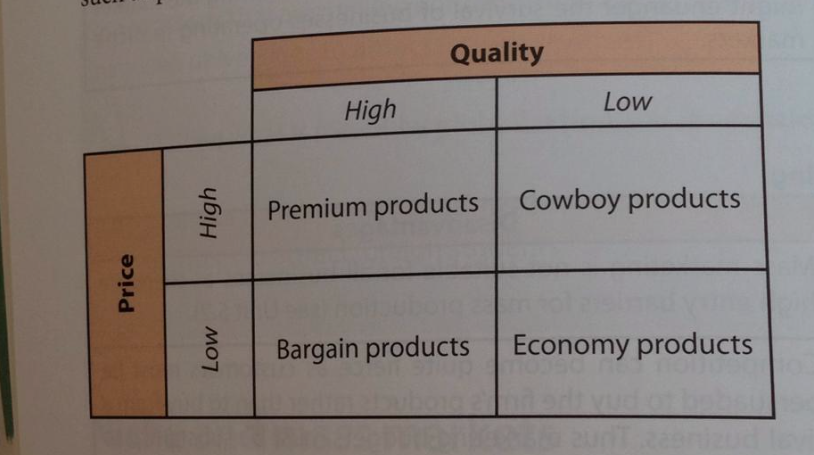 Quality
High Low
High Premium products Cowboy products
Price
Low Bargain products Economy products